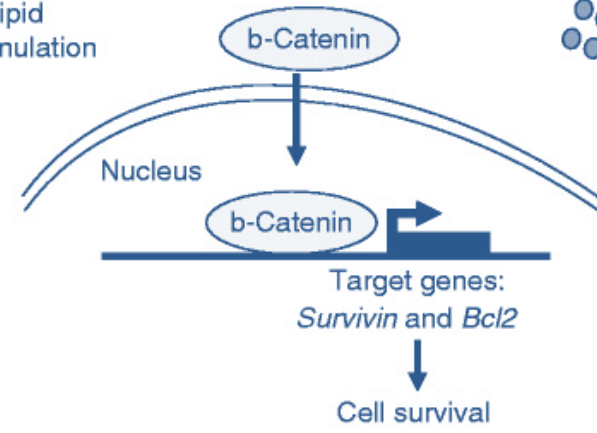 b-Catenin
Nucleus
b-Catenin
Target genes:
Survivin and Bcl2
Cell survival